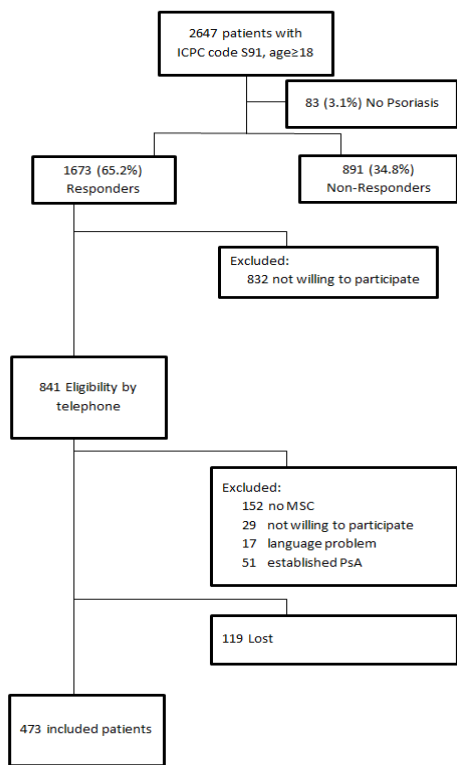 2647 patients with
ICPC code S91, age≥18
83 (3.1%) No Psoriasis
1673 (65.2%)
Responders
891 (34.8%)
Non-Responders
Excluded:
832 not willing to participate
841 Eligibility by
telephone
Excluded:
152 no MSC
29 not willing to participate
17 language problem
51 established PsA
119 Lost
473 included patients